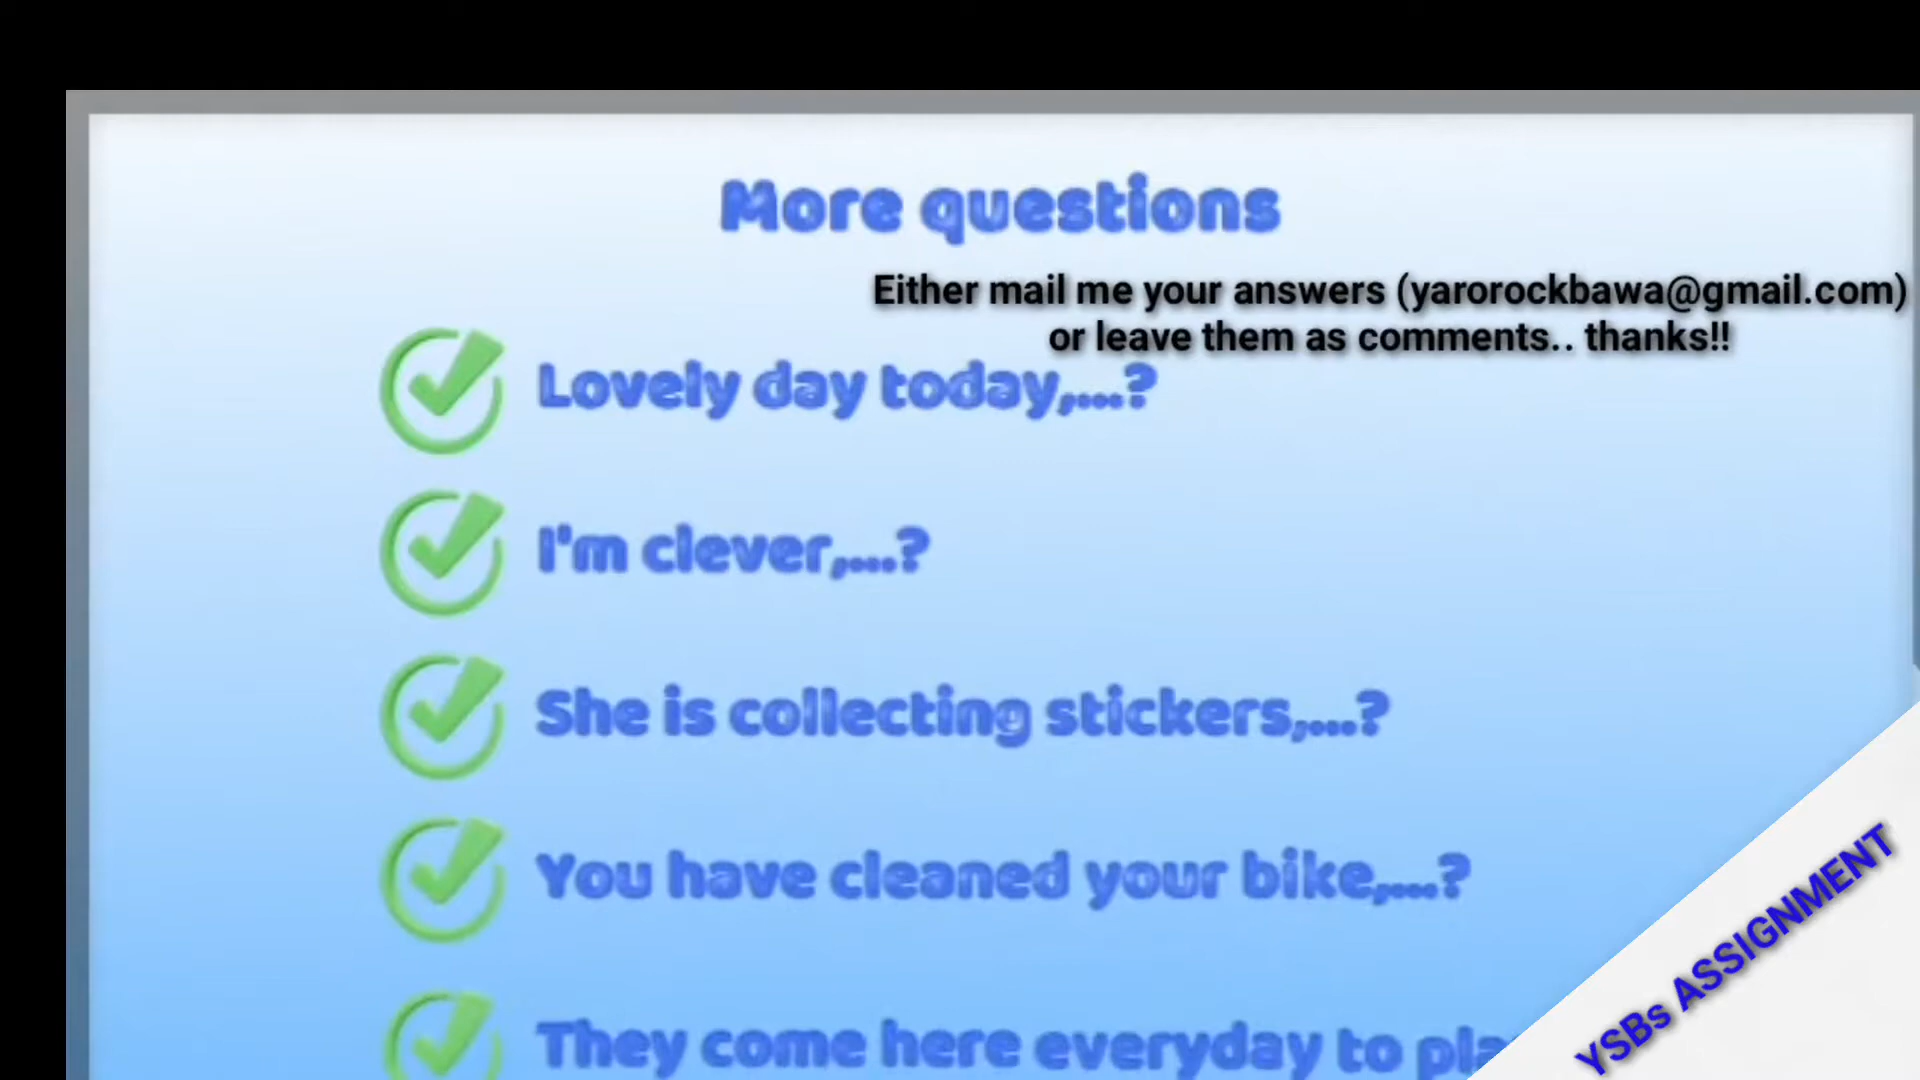 More questions
Either mail me your answers (yarorockbawa@gmail.com)
or leave them as comments.. thanks!!
Lovely day today,...?
I'm clever,...?
She is collecting stickers,...?
You have cleaned your bike,...?
They come here everyday to
YSBs ASSIGNMENT